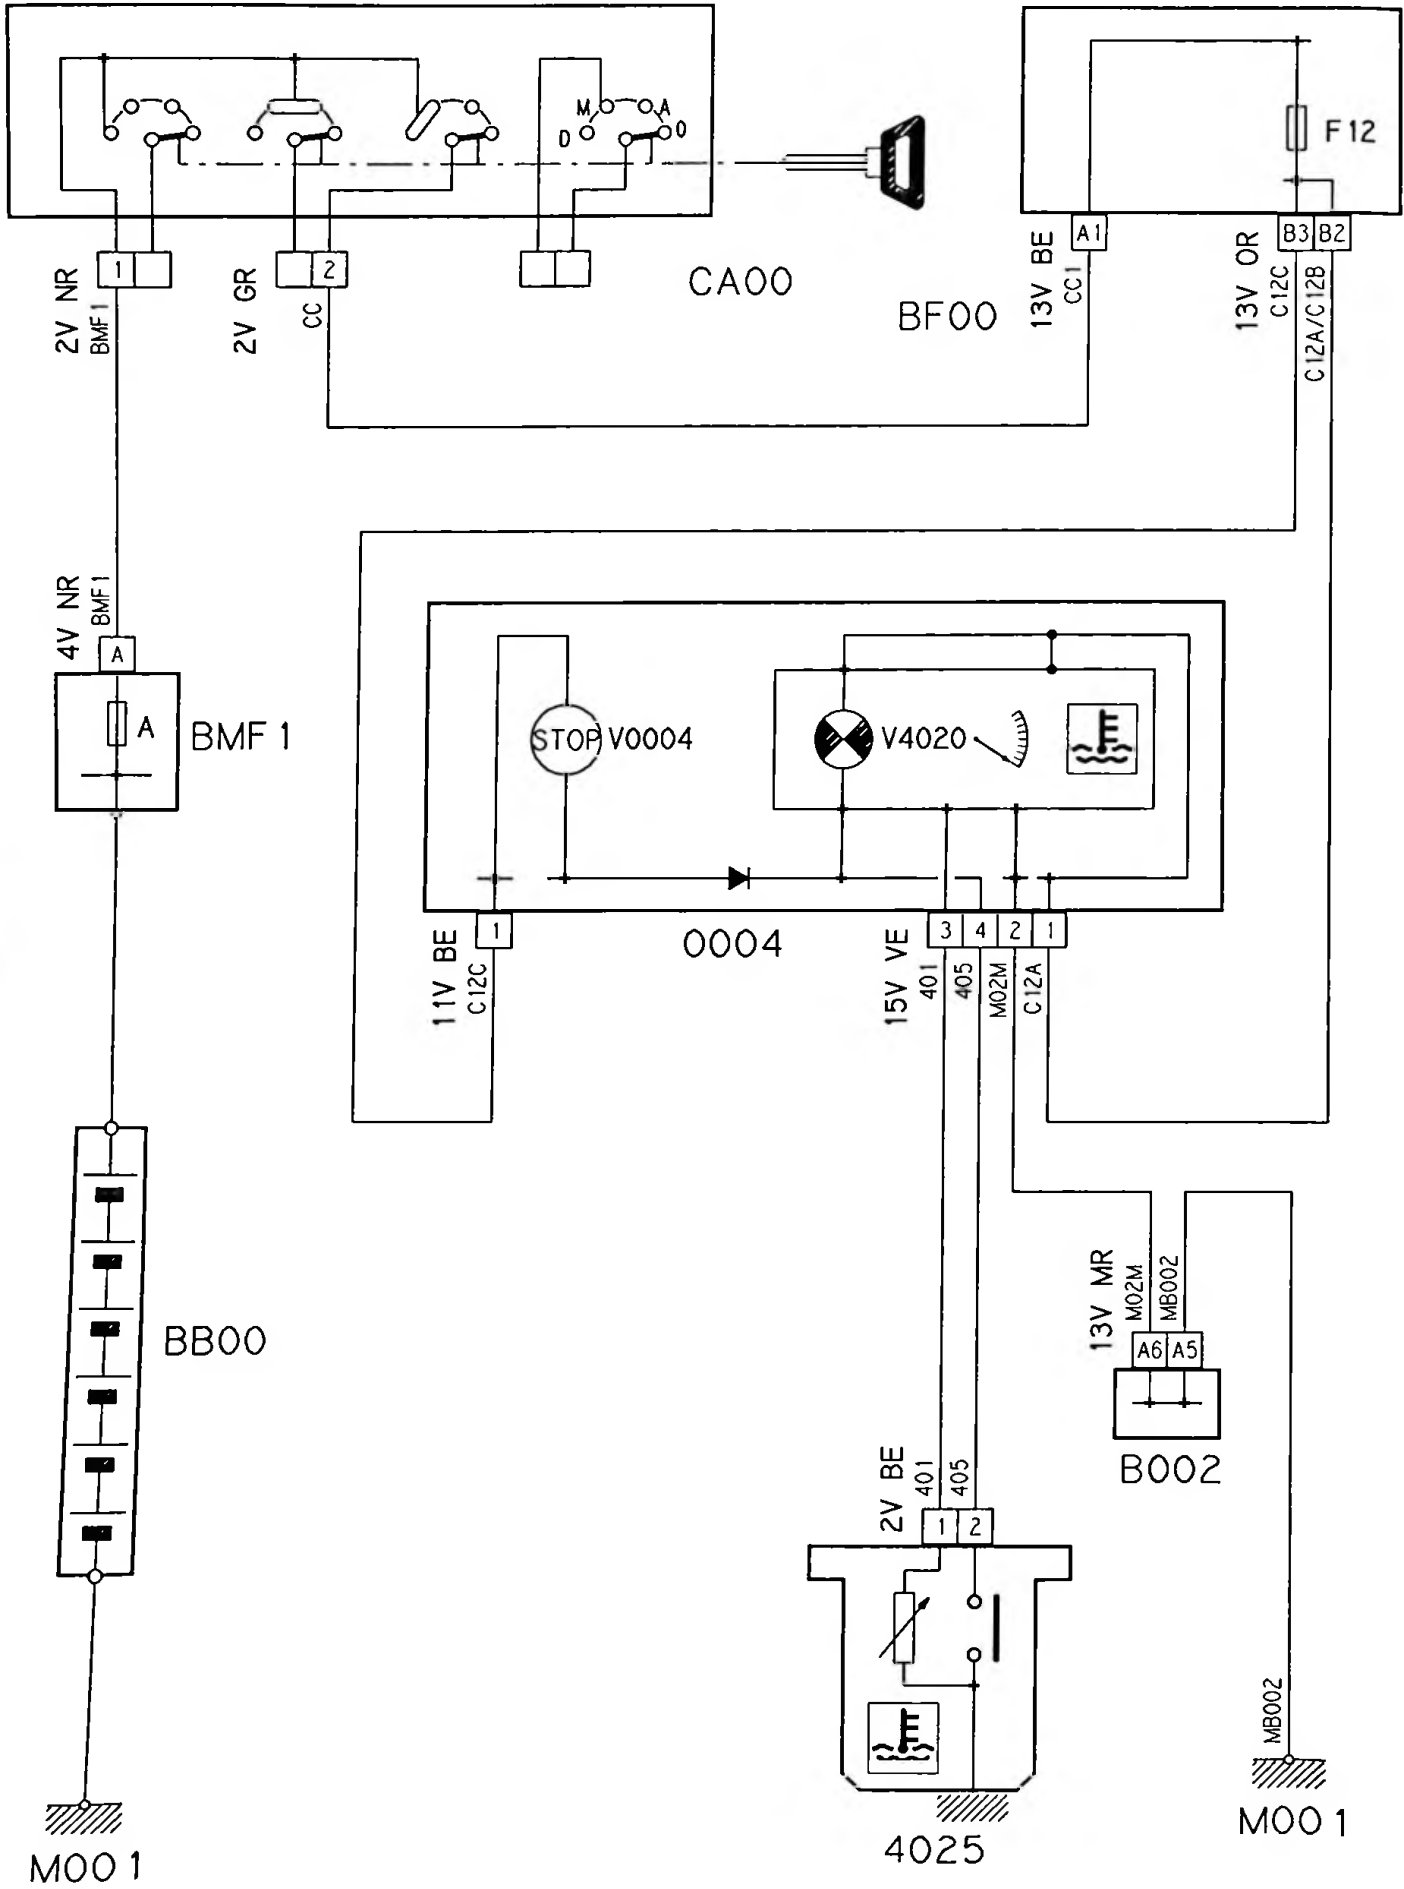 M A
D O
F12
1
2
A1
B3 B2
2V NR
BMF1
2V GR
CC
CA00
BF00
13V BE
CC1
13V OR
C12C
C12A/C12B
4V NR
BMF1
A
A
BMF1
STOP V0004
V4020
1
3 4 2 1
11V BE
C12C
0004
15V VE
401
405
M02M
C12A
13V MR
M02M
MB002
A6 A5
B002
BB00
2V BE
401
405
1 2
MB002
4025
M001
M001